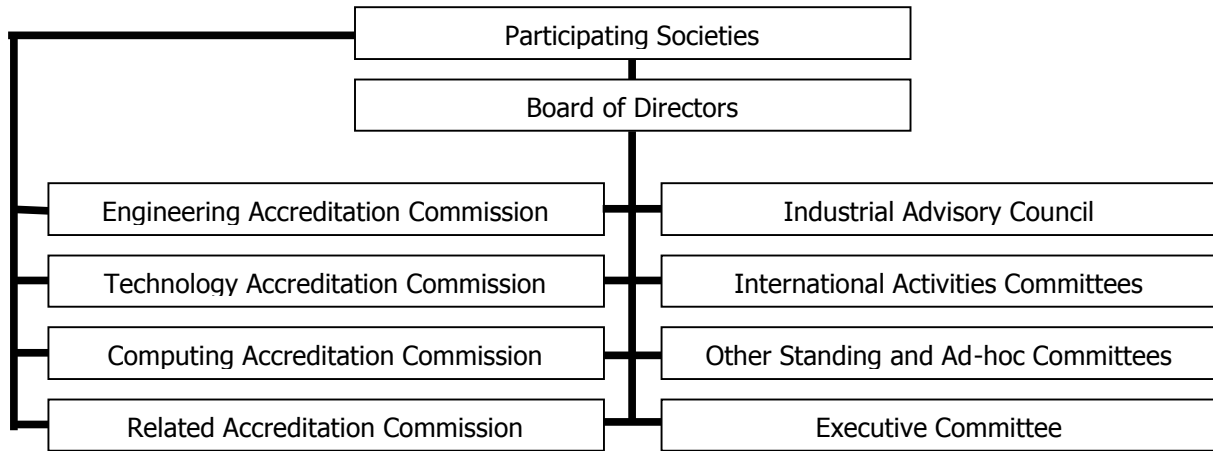 Participating Societies
Board of Directors
Engineering Accreditation Commission
Industrial Advisory Council
Technology Accreditation Commission
International Activities Committees
Computing Accreditation Commission
Other Standing and Ad-hoc Committees
Related Accreditation Commission
Executive Committee